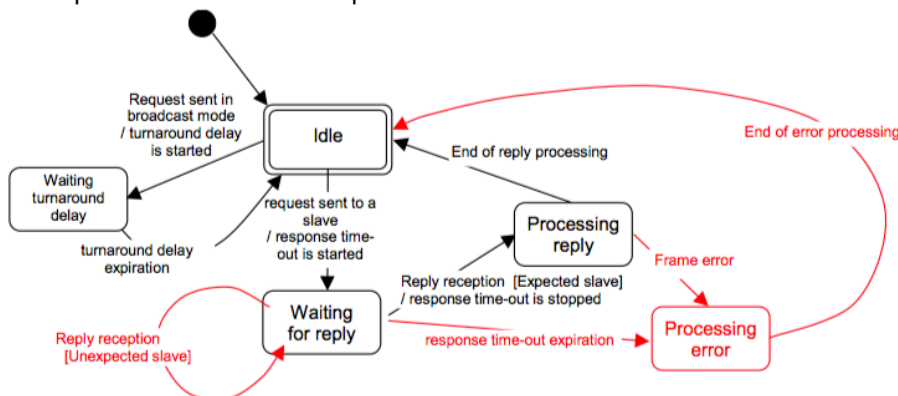 Request sent in
broadcast mode
/ turnaround delay
is started
Idle
End of error processing
End of reply processing
Waiting
turnaround
delay
request sent to a
slave
/ response time-
out is started
turnaround delay
expiration
Processing
reply
Frame error
Reply reception [Expected slave]
/ response time-out is stopped
Waiting
for reply
Reply reception
[Unexpected slave]
response time-out expiration
Processing
error